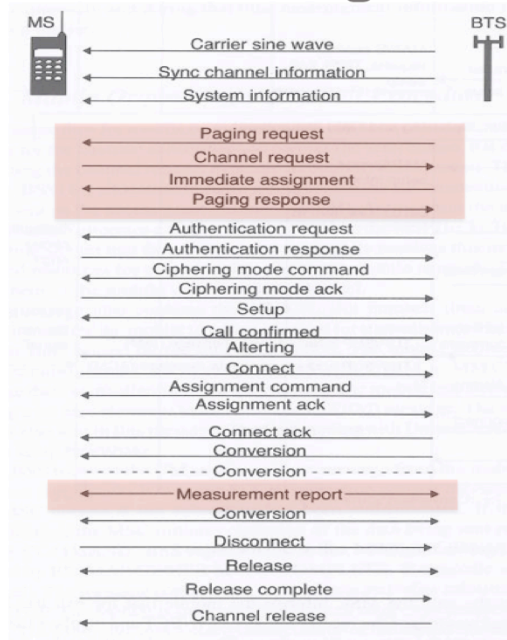 MS
BTS
Carrier sine wave
Sync channel information
System information
Paging request
Channel request
Immediate assignment
Paging response
Authentication request
Authentication response
Ciphering mode command
Ciphering mode ack
Setup
Call confirmed
Alterting
Connect
Assignment command
Assignment ack
Connect ack
Conversion
Conversion
Measurement report
Conversion
Disconnect
Release
Release complete
Channel release